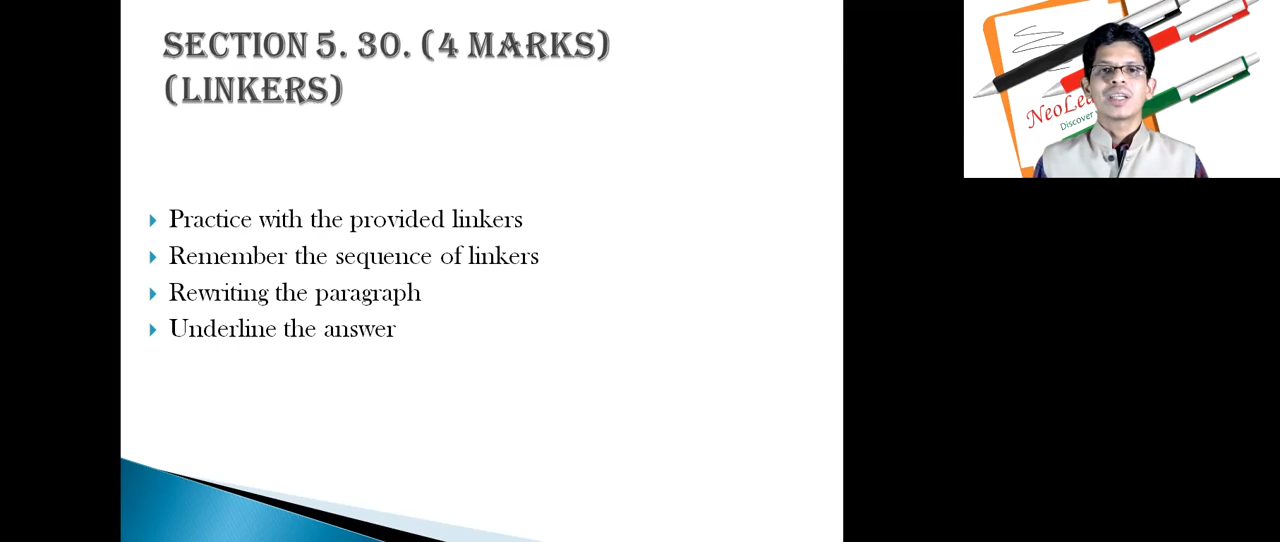 SECTION 5. 30. (4 MARKS)
(LINKERS)
Practice with the provided linkers
Remember the sequence of linkers
Rewriting the paragraph
Underline the answer
Discover